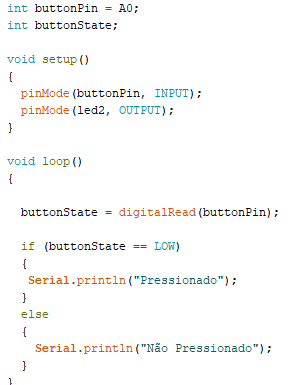 int buttonPin = A0;
int buttonState;
void setup()
{
pinMode(buttonPin, INPUT);
pinMode(led2, OUTPUT);
}
void loop()
{
buttonState = digitalRead(buttonPin);
if (buttonState == LOW)
{
Serial.println("Pressionado");
}
else
{
Serial.println("Não Pressionado");
}
}